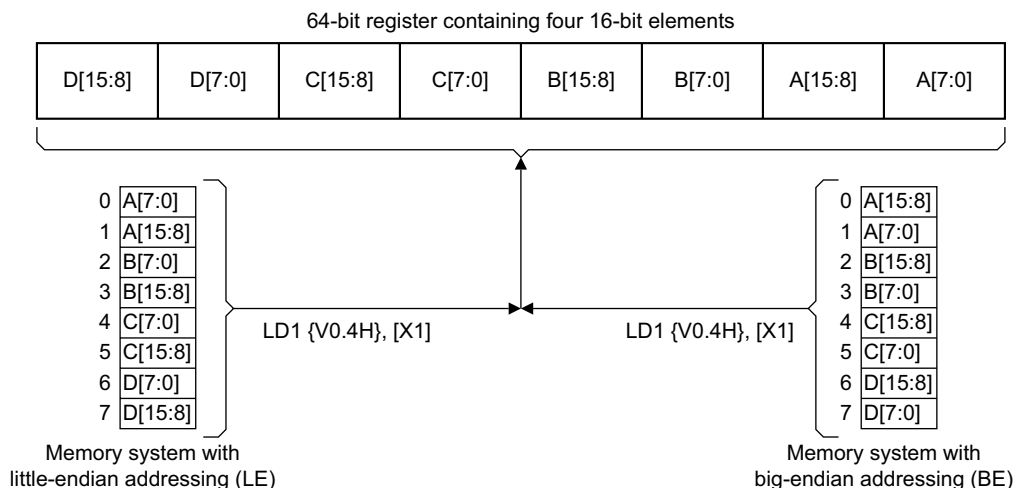 64-bit register containing four 16-bit elements
D[15:8] D[7:0] C[15:8] C[7:0] B[15:8] B[7:0] A[15:8] A[7:0]
0 A[7:0]
1 A[15:8]
2 B[7:0]
3 B[15:8]
4 C[7:0]
5 C[15:8]
6 D[7:0]
7 D[15:8]
Memory system with
little-endian addressing (LE)
LD1 {V0.4H}, [X1]
LD1 {V0.4H}, [X1]
0 A[15:8]
1 A[7:0]
2 B[15:8]
3 B[7:0]
4 C[15:8]
5 C[7:0]
6 D[15:8]
7 D[7:0]
Memory system with
big-endian addressing (BE)